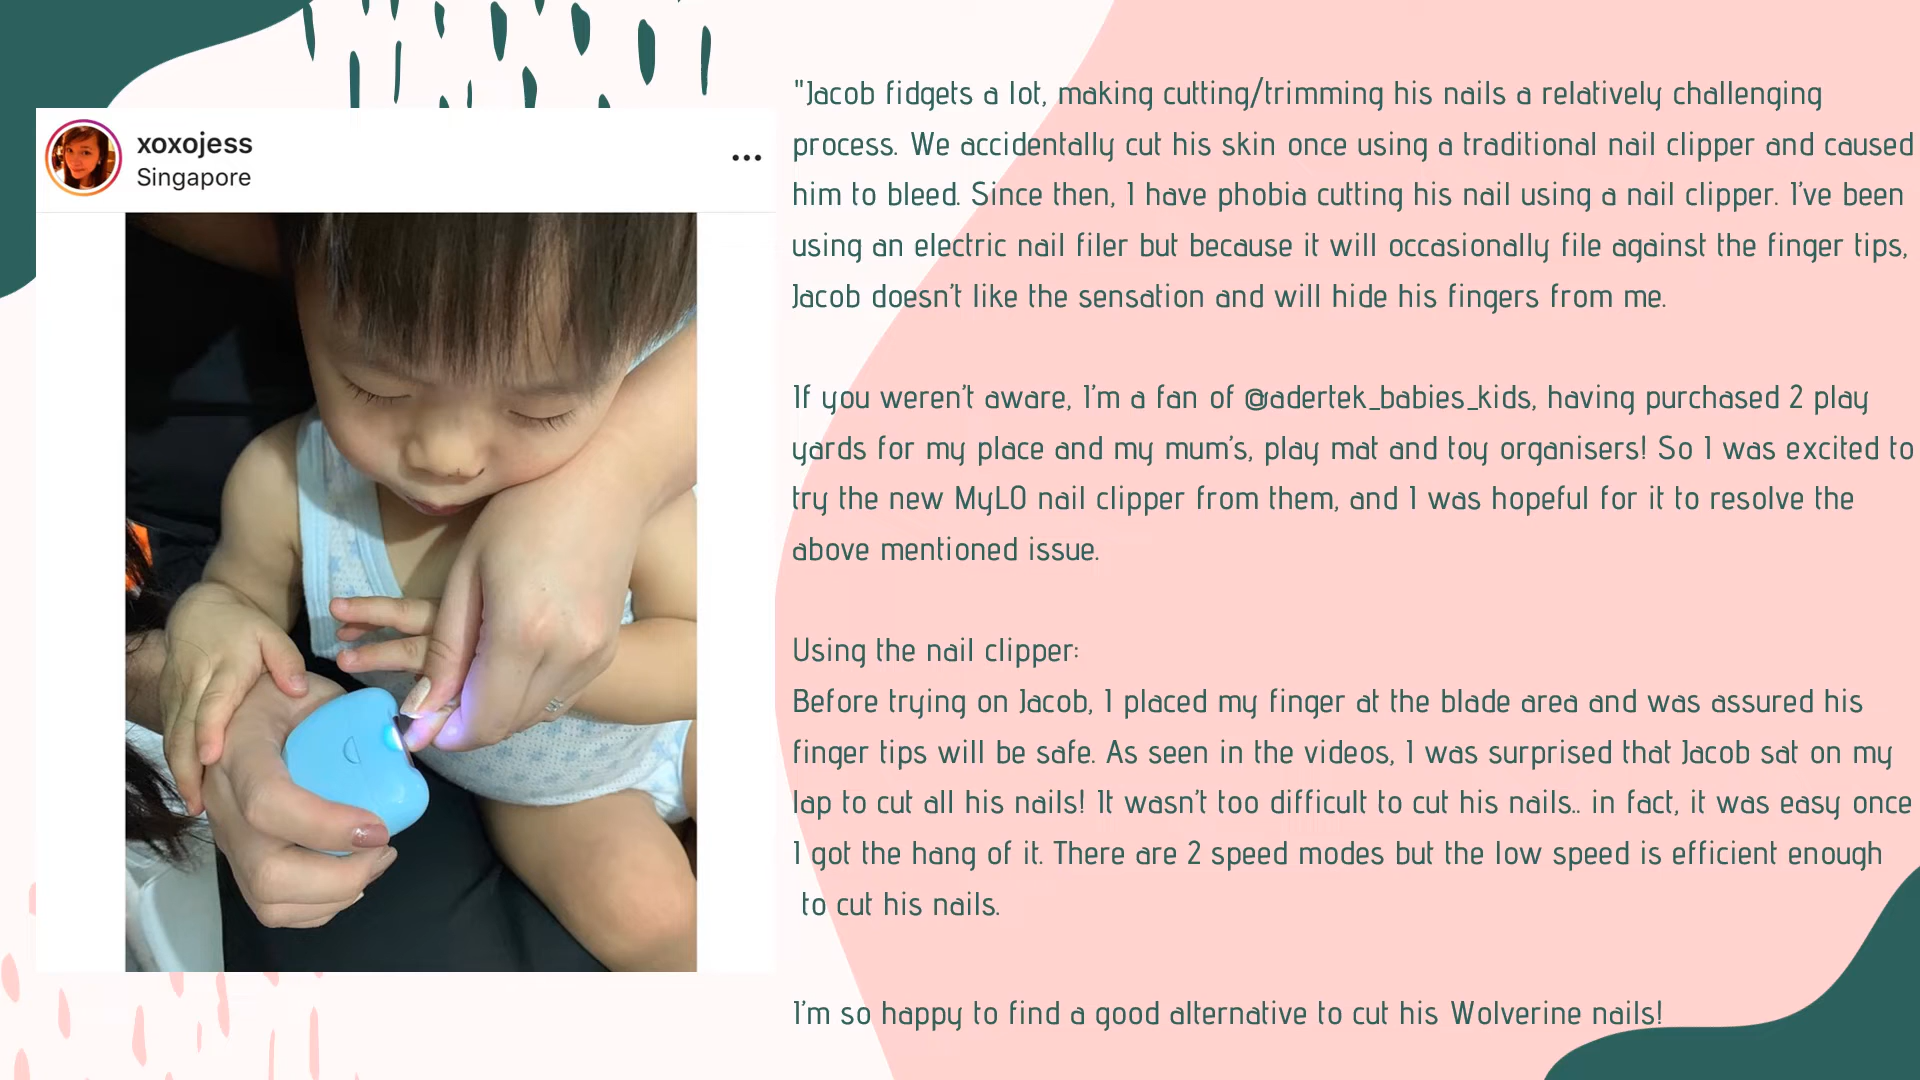 xoxojess
Singapore
"Jacob fidgets a lot, making cutting/trimming his nails a relatively challenging
process. We accidentally cut his skin once using a traditional nail clipper and caused
him to bleed. Since then, I have phobia cutting his nail using a nail clipper. I've been
using an electric nail filer but because it will occasionally file against the finger tips,
Jacob doesn't like the sensation and will hide his fingers from me.
If you weren't aware, I'm a fan of @adertek_babies_kids, having purchased 2 play
yards for my place and my mum's, play mat and toy organisers! So I was excited to
try the new MyLO nail clipper from them, and I was hopeful for it to resolve the
above mentioned issue.
Using the nail clipper:
Before trying on Jacob, I placed my finger at the blade area and was assured his
finger tips will be safe. As seen in the videos, I was surprised that Jacob sat on my
lap to cut all his nails! It wasn't too difficult to cut his nails.. in fact, it was easy once
I got the hang of it. There are 2 speed modes but the low speed is efficient enough
to cut his nails.
I'm so happy to find a good alternative to cut his Wolverine nails!